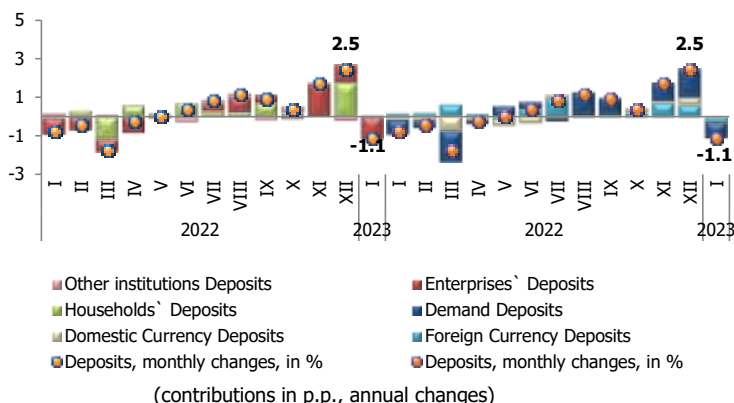 5
3
1
-1
-3
2.5
2.5
-1.1
-1.1
I II III IV V VI VII VIII IX X XI XII I I II III IV V VI VII VIII IX X XI XII I
2022 2023 2022 2023
Other institutions Deposits
Enterprises` Deposits
Households` Deposits
Demand Deposits
Domestic Currency Deposits
Foreign Currency Deposits
Deposits, monthly changes, in %
Deposits, monthly changes, in %
(contributions in p.p., annual changes)